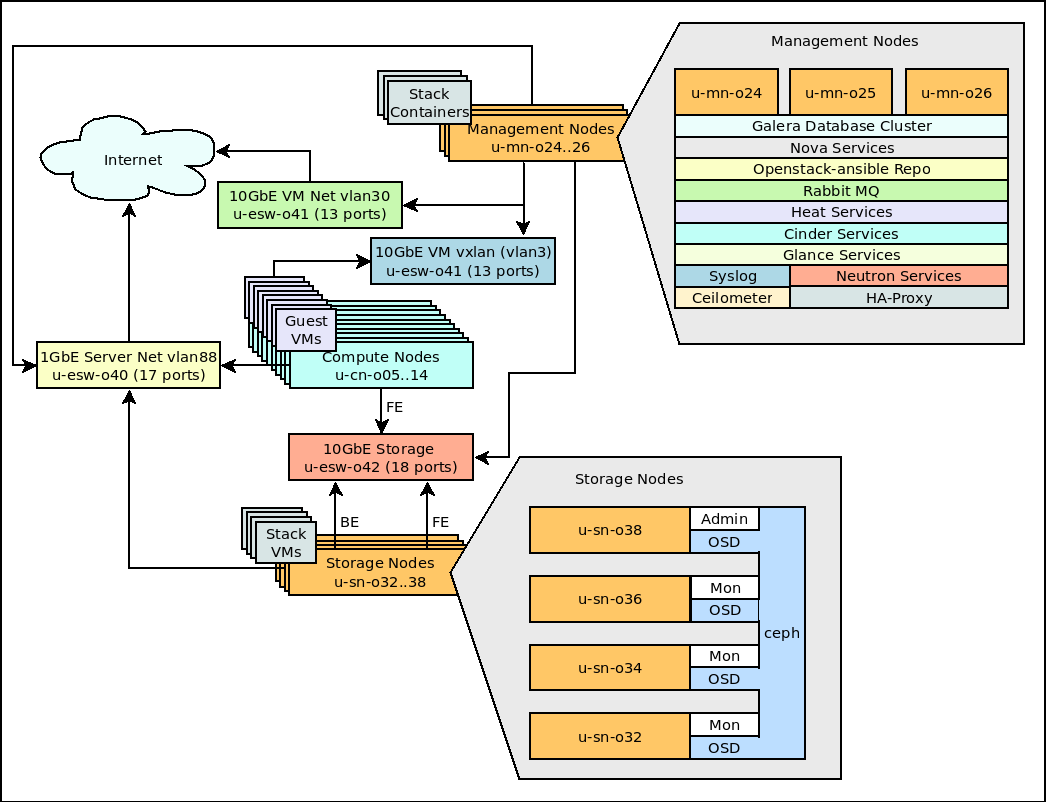 Management Nodes
u-mn-o24
u-mn-o25
u-mn-o26
Galera Database Cluster
Nova Services
Openstack-ansible Repo
Rabbit MQ
Heat Services
Cinder Services
Glance Services
Syslog
Neutron Services
Ceilometer
HA-Proxy
Stack
Containers
Management Nodes
u-mn-o24..26
Internet
10GbE VM Net vlan30
u-esw-o41 (13 ports)
10GbE VM vxlan (vlan3)
u-esw-o41 (13 ports)
Guest
VMs
Compute Nodes
u-cn-o05..14
1GbE Server Net vlan88
u-esw-o40 (17 ports)
FE
10GbE Storage
u-esw-o42 (18 ports)
BE
FE
Stack
VMs
Storage Nodes
u-sn-o32..38
Storage Nodes
u-sn-o38
Admin
OSD
u-sn-o36
Mon
OSD
ceph
u-sn-o34
Mon
OSD
u-sn-o32
Mon
OSD